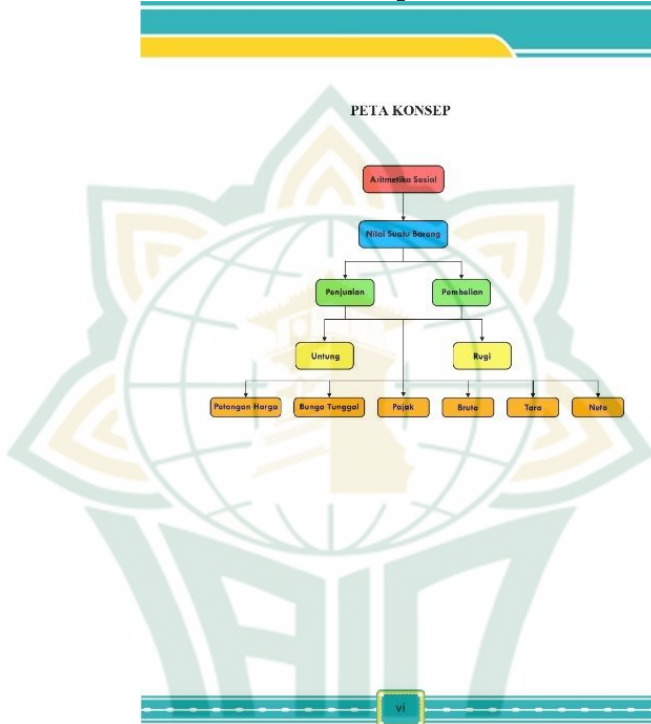 PETA KONSEP
Aritmetika Sosial
Nilai Suatu Barang
Penjualan Pembelian
Untung Rugi
Potongan Harga Bunga Tunggal Pajak Bruto Tara Neto
vi
IAIN